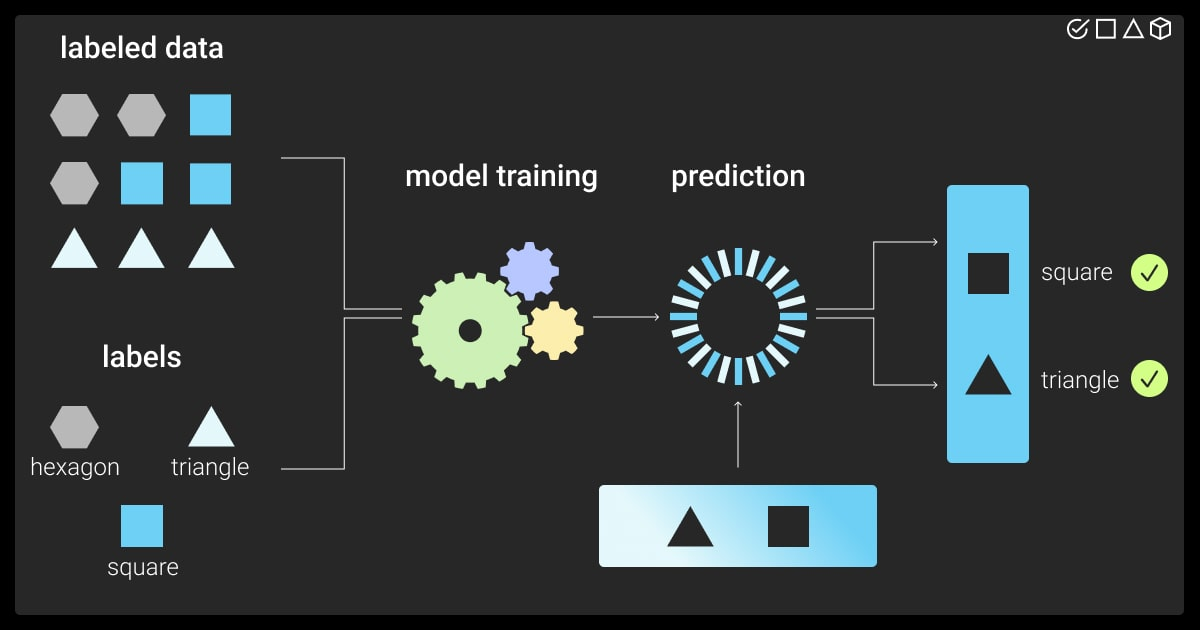 labeled data
model training
prediction
square
triangle
labels
hexagon
triangle
square